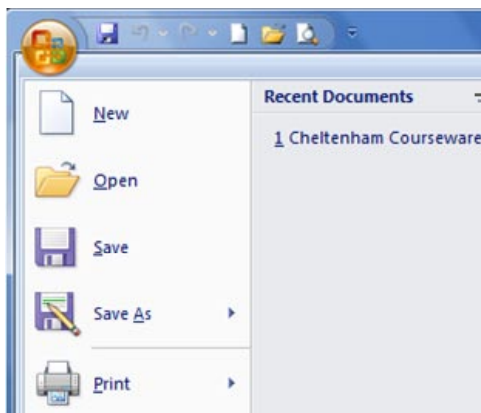 New
Open
Save
Save As
Print
Recent Documents
1 Cheltenham Courseware